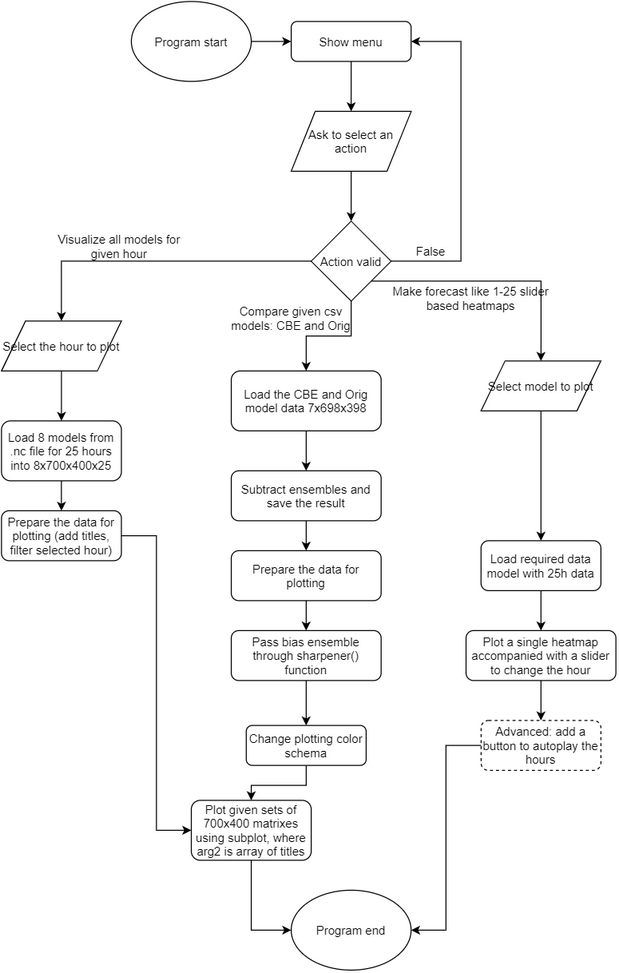 Program start
Show menu
Ask to select an
action
Action valid
False
Visualize all models for
given hour
Compare given csv
models: CBE and Orig
Make forecast like 1-25 slider
based heatmaps
Select the hour to plot
Load 8 models from
.nc file for 25 hours
into 8x700x400x25
Prepare the data for
plotting (add titles,
filter selected hour)
Load the CBE and Orig
model data 7x698x398
Subtract ensembles and
save the result
Prepare the data for
plotting
Pass bias ensemble
through sharpener()
function
Change plotting color
schema
Plot given sets of
700x400 matrixes
using subplot, where
arg2 is array of titles
Select model to plot
Load required data
model with 25h data
Plot a single heatmap
accompanied with a slider
to change the hour
Advanced: add a
button to autoplay the
hours
Program end